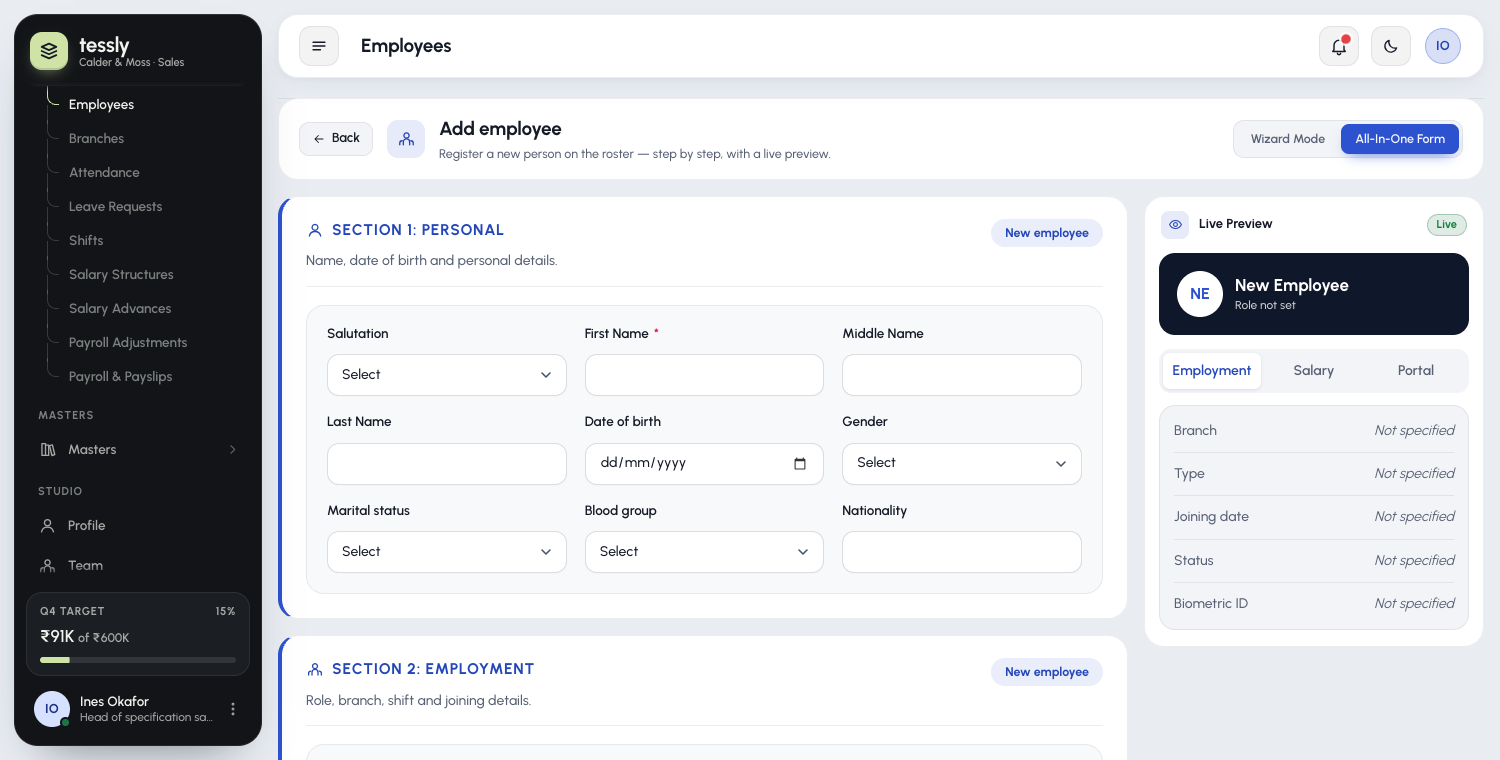 tessly
Calder & Moss · Sales
Employees
Branches
Attendance
Leave Requests
Shifts
Salary Structures
Salary Advances
Payroll Adjustments
Payroll & Payslips
MASTERS
Masters
STUDIO
Profile
Team
Q4 TARGET 15%
₹91K of ₹600K
IO
Ines Okafor
Head of specification sa...
Employees
IO
Back
Add employee
Register a new person on the roster — step by step, with a live preview.
Wizard Mode
All-In-One Form
SECTION 1: PERSONAL
New employee
Name, date of birth and personal details.
Salutation First Name * Middle Name
Select
Last Name Date of birth Gender
dd/mm/yyyy Select
Marital status Blood group Nationality
Select Select
SECTION 2: EMPLOYMENT
New employee
Role, branch, shift and joining details.
Live Preview
Live
NE
New Employee
Role not set
Employment Salary Portal
Branch Not specified
Type Not specified
Joining date Not specified
Status Not specified
Biometric ID Not specified